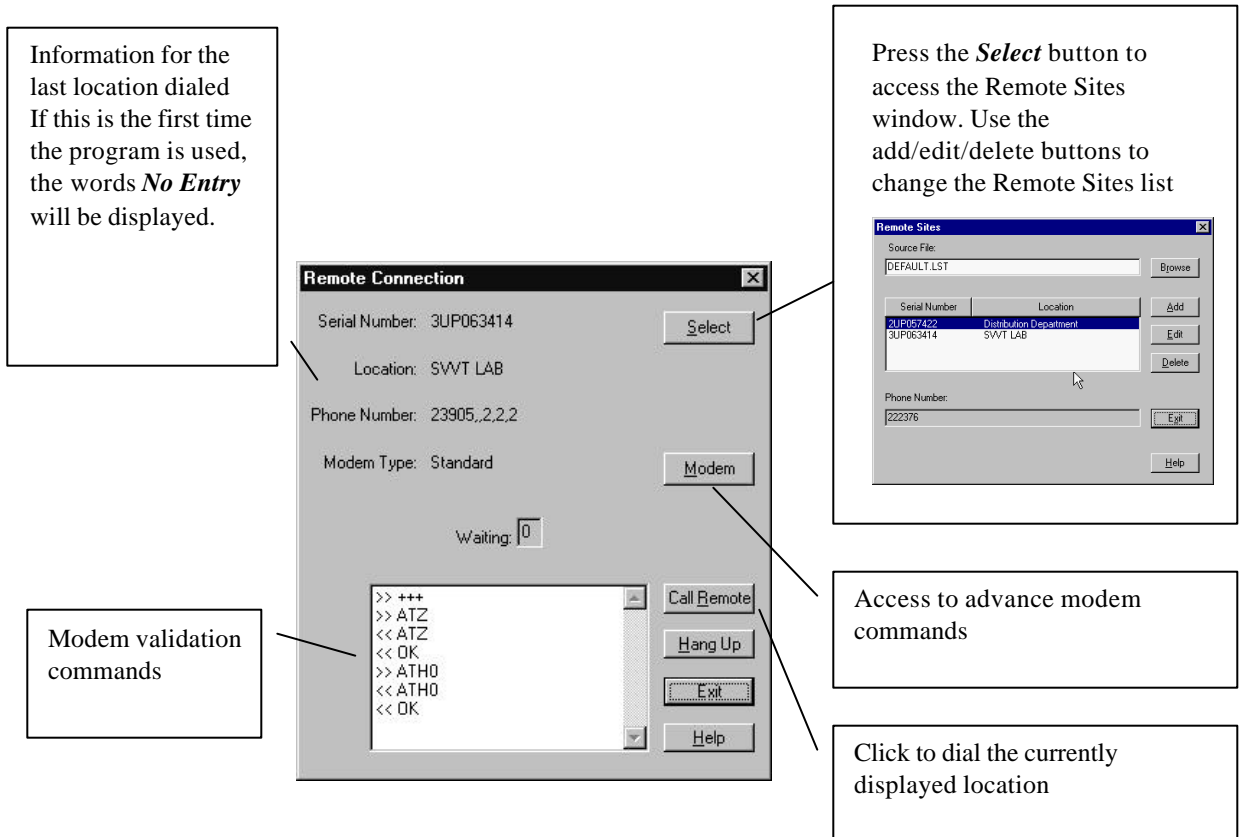 Information for the
last location dialed
If this is the first time
the program is used,
the words No Entry
will be displayed.
Press the Select button to
access the Remote Sites
window. Use the
add/edit/delete buttons to
change the Remote Sites list
Remote Sites
Source File:
DEFAULT.LST
Browse
Serial Number Location
Add
2UP057422 Distribution Department
3UP063414 SVVT LAB
Edit
Delete
Phone Number:
222376
Exit
Help
Remote Connection
Serial Number: 3UP063414
Select
Location: SVVT LAB
Phone Number: 23905,,2,2,2
Modem Type: Standard
Modem
Waiting: 0
>> +++
>> ATZ
<< ATZ
<< OK
>> ATH0
<< ATH0
<< OK
Call Remote
Hang Up
Exit
Help
Modem validation
commands
Access to advance modem
commands
Click to dial the currently
displayed location